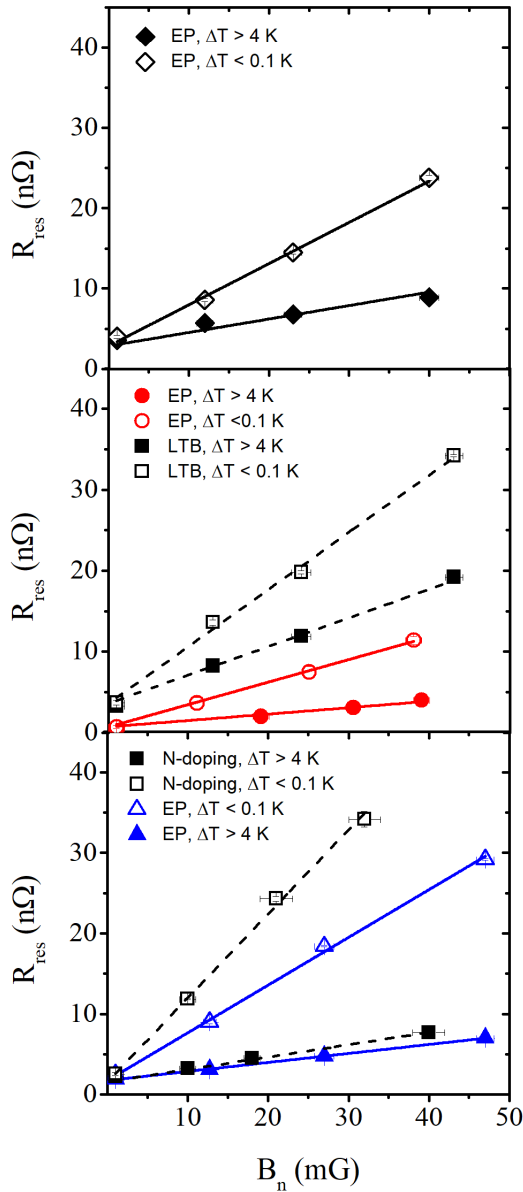 40
30
20
10
0
R_res (nΩ)
EP, ΔT > 4 K
EP, ΔT < 0.1 K
40
30
20
10
0
R_res (nΩ)
EP, ΔT > 4 K
EP, ΔT <0.1 K
LTB, ΔT > 4 K
LTB, ΔT < 0.1 K
40
30
20
10
0
R_res (nΩ)
N-doping, ΔT > 4 K
N-doping, ΔT < 0.1 K
EP, ΔT < 0.1 K
EP, ΔT > 4 K
10 20 30 40 50
B_n (mG)